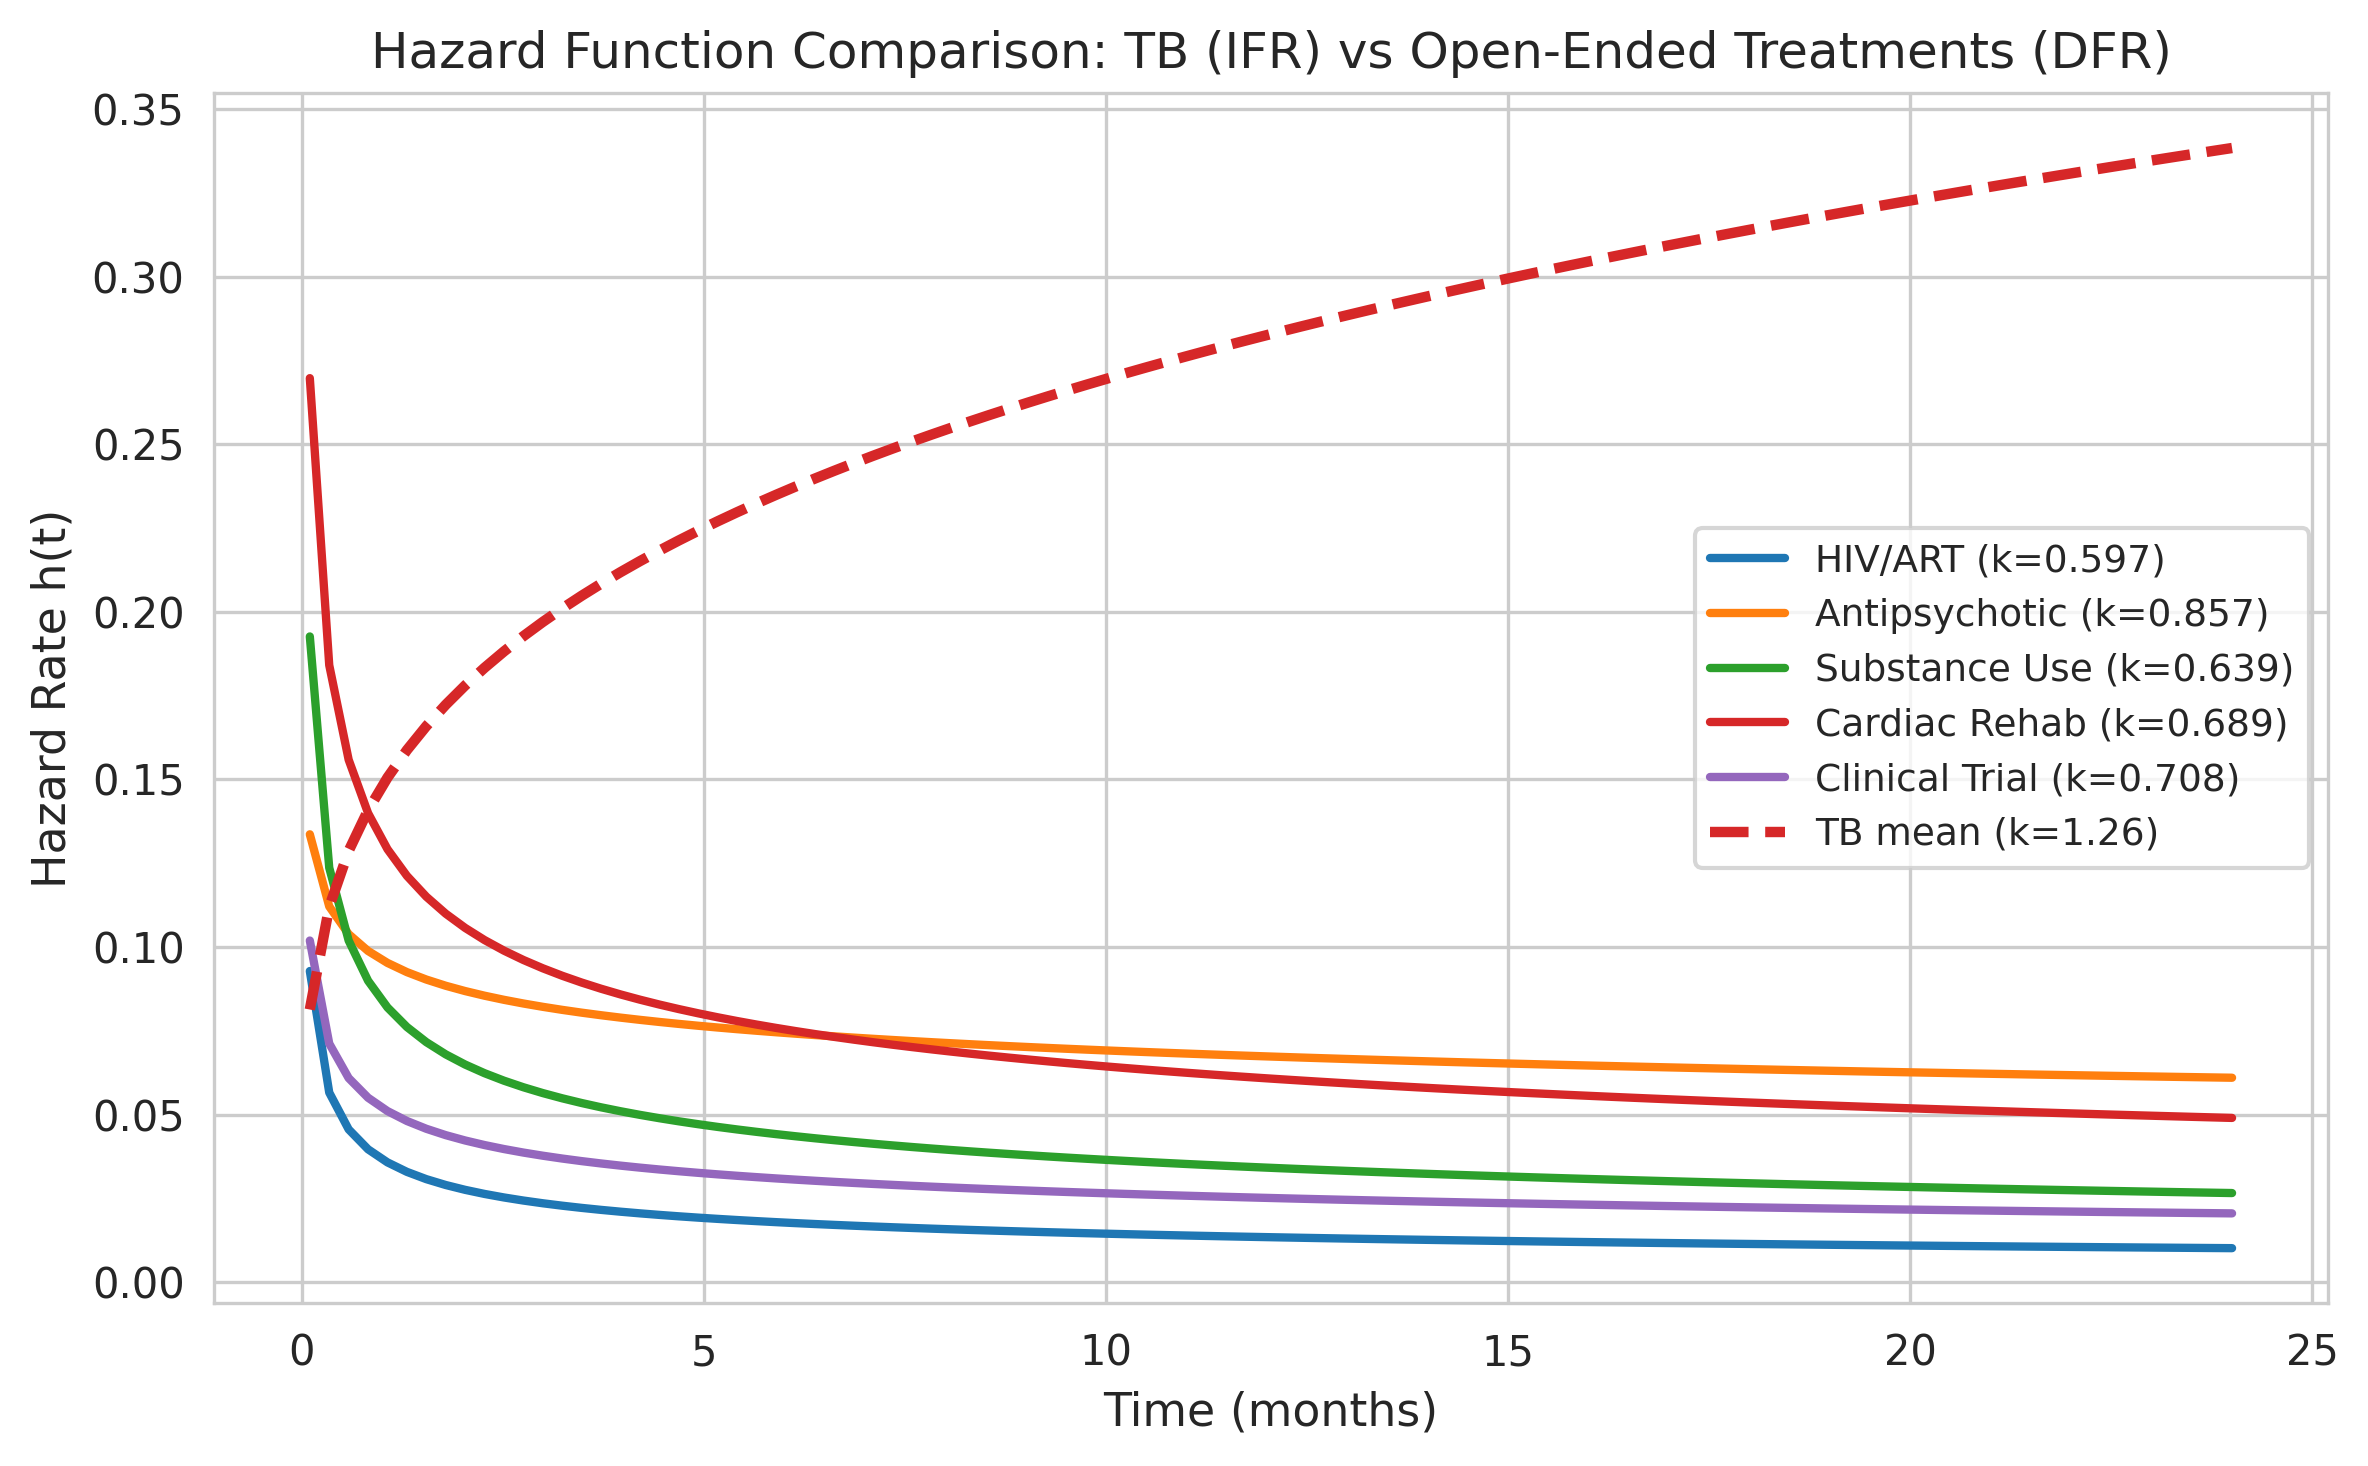 Hazard Function Comparison: TB (IFR) vs Open-Ended Treatments (DFR)
0.35
0.30
0.25
0.20
0.15
0.10
0.05
0.00
Hazard Rate h(t)
HIV/ART (k=0.597)
Antipsychotic (k=0.857)
Substance Use (k=0.639)
Cardiac Rehab (k=0.689)
Clinical Trial (k=0.708)
TB mean (k=1.26)
0 5 10 15 20 25
Time (months)